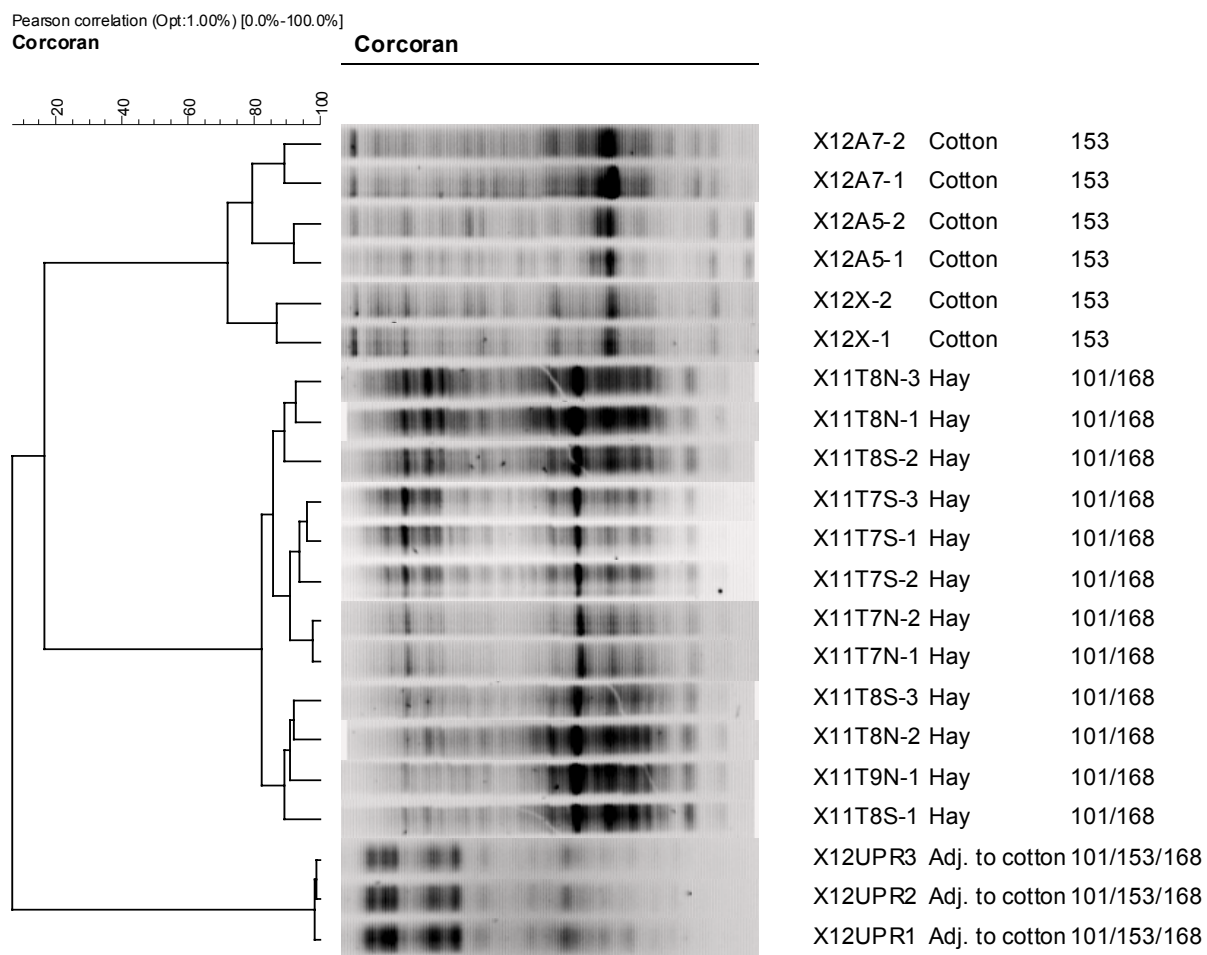 Pearson correlation (Opt:1.00%) [0.0%-100.0%]
Corcoran Corcoran
20 40 60 80 100
X12A7-2 Cotton 153
X12A7-1 Cotton 153
X12A5-2 Cotton 153
X12A5-1 Cotton 153
X12X-2 Cotton 153
X12X-1 Cotton 153
X11T8N-3 Hay 101/168
X11T8N-1 Hay 101/168
X11T8S-2 Hay 101/168
X11T7S-3 Hay 101/168
X11T7S-1 Hay 101/168
X11T7S-2 Hay 101/168
X11T7N-2 Hay 101/168
X11T7N-1 Hay 101/168
X11T8S-3 Hay 101/168
X11T8N-2 Hay 101/168
X11T9N-1 Hay 101/168
X11T8S-1 Hay 101/168
X12UPR3 Adj. to cotton 101/153/168
X12UPR2 Adj. to cotton 101/153/168
X12UPR1 Adj. to cotton 101/153/168